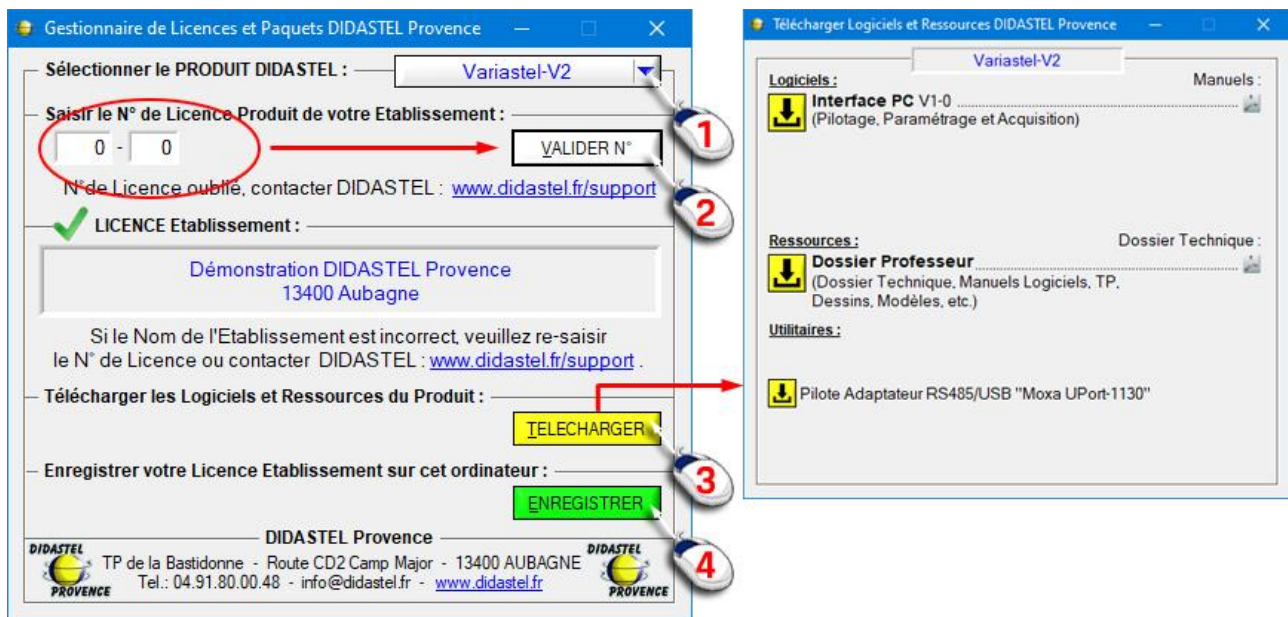 Gestionnaire de Licences et Paquets DIDASTEL Provence
Sélectionner le PRODUIT DIDASTEL : Variastel-V2
1
Saisir le N° de Licence Produit de votre Etablissement :
0 - 0 VALIDER N°
2
N°de Licence oublié, contacter DIDASTEL : www.didastel.fr/support
LICENCE Etablissement :
Démonstration DIDASTEL Provence
13400 Aubagne
Si le Nom de l'Etablissement est incorrect, veuillez re-saisir
le N° de Licence ou contacter DIDASTEL : www.didastel.fr/support .
Télécharger les Logiciels et Ressources du Produit :
TELECHARGER
3
Enregistrer votre Licence Etablissement sur cet ordinateur :
ENREGISTRER
4
DIDASTEL Provence
DIDASTEL PROVENCE
TP de la Bastidonne - Route CD2 Camp Major - 13400 AUBAGNE
Tel.: 04.91.80.00.48 - info@didastel.fr - www.didastel.fr
DIDASTEL PROVENCE
Télécharger Logiciels et Ressources DIDASTEL Provence
Variastel-V2
Logiciels : Manuels :
Interface PC V1-0
(Pilotage, Paramétrage et Acquisition)
Ressources : Dossier Technique :
Dossier Professeur
(Dossier Technique, Manuels Logiciels, TP,
Dessins, Modèles, etc.)
Utilitaires :
Pilote Adaptateur RS485/USB "Moxa UPort-1130"